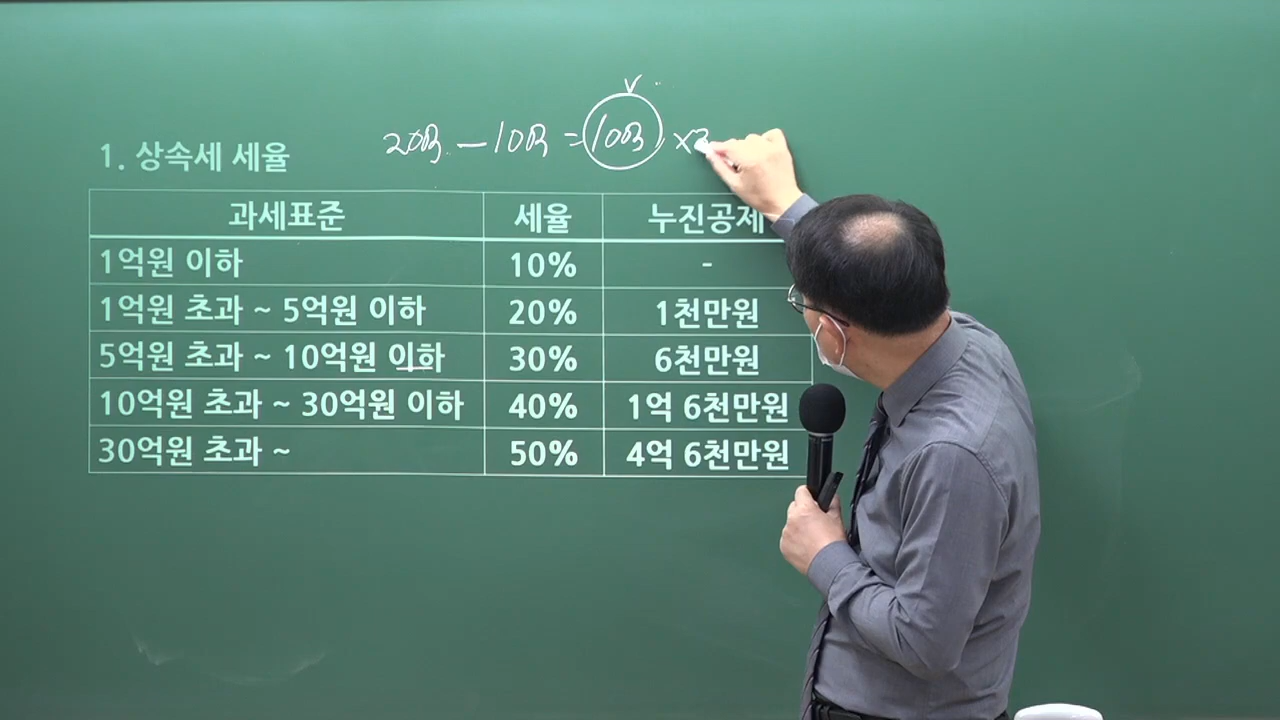 20억 - 10억 = 10억 ×3
1. 상속세 세율
과세표준 세율 누진공제
1억원 이하 10% -
1억원 초과 ~ 5억원 이하 20% 1천만원
5억원 초과 ~ 10억원 이하 30% 6천만원
10억원 초과 ~ 30억원 이하 40% 1억 6천만원
30억원 초과 ~ 50% 4억 6천만원